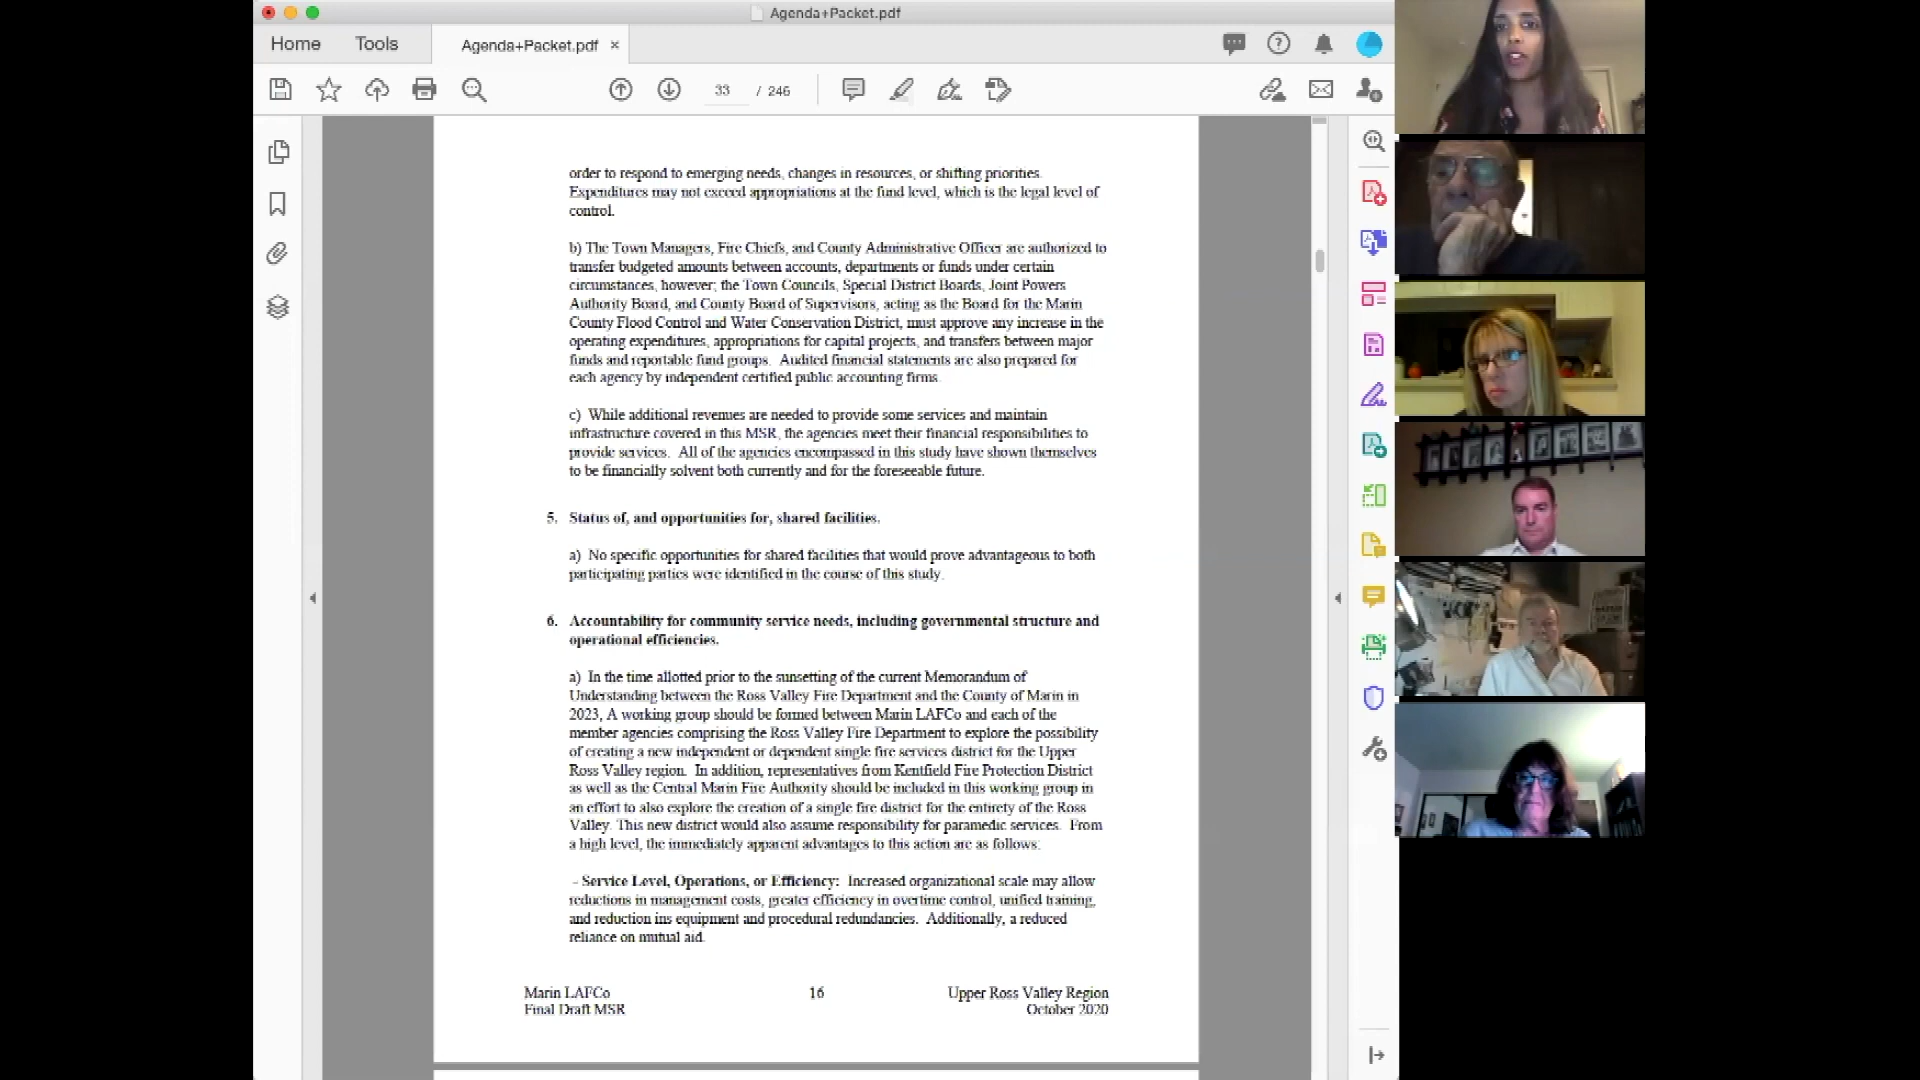 Agenda+Packet.pdf
Home
Tools
Agenda+Packet.pdf ×
33 / 246
order to respond to emerging needs, changes in resources, or shifting priorities.
Expenditures may not exceed appropriations at the fund level, which is the legal level of
control.
b) The Town Managers, Fire Chiefs, and County Administrative Officer are authorized to
transfer budgeted amounts between accounts, departments or funds under certain
circumstances, however; the Town Councils, Special District Boards, Joint Powers
Authority Board, and County Board of Supervisors, acting as the Board for the Marin
County Flood Control and Water Conservation District, must approve any increase in the
operating expenditures, appropriations for capital projects, and transfers between major
funds and reportable fund groups. Audited financial statements are also prepared for
each agency by independent certified public accounting firms.
c) While additional revenues are needed to provide some services and maintain
infrastructure covered in this MSR, the agencies meet their financial responsibilities to
provide services. All of the agencies encompassed in this study have shown themselves
to be financially solvent both currently and for the foreseeable future.
5. Status of, and opportunities for, shared facilities.
a) No specific opportunities for shared facilities that would prove advantageous to both
participating parties were identified in the course of this study.
6. Accountability for community service needs, including governmental structure and
operational efficiencies.
a) In the time allotted prior to the sunsetting of the current Memorandum of
Understanding between the Ross Valley Fire Department and the County of Marin in
2023, A working group should be formed between Marin LAFCo and each of the
member agencies comprising the Ross Valley Fire Department to explore the possibility
of creating a new independent or dependent single fire services district for the Upper
Ross Valley region. In addition, representatives from Kentfield Fire Protection District
as well as the Central Marin Fire Authority should be included in this working group in
an effort to also explore the creation of a single fire district for the entirety of the Ross
Valley. This new district would also assume responsibility for paramedic services. From
a high level, the immediately apparent advantages to this action are as follows:
- Service Level, Operations, or Efficiency: Increased organizational scale may allow
reductions in management costs, greater efficiency in overtime control, unified training,
and reduction ins equipment and procedural redundancies. Additionally, a reduced
reliance on mutual aid.
Marin LAFCo 16 Upper Ross Valley Region
Final Draft MSR October 2020